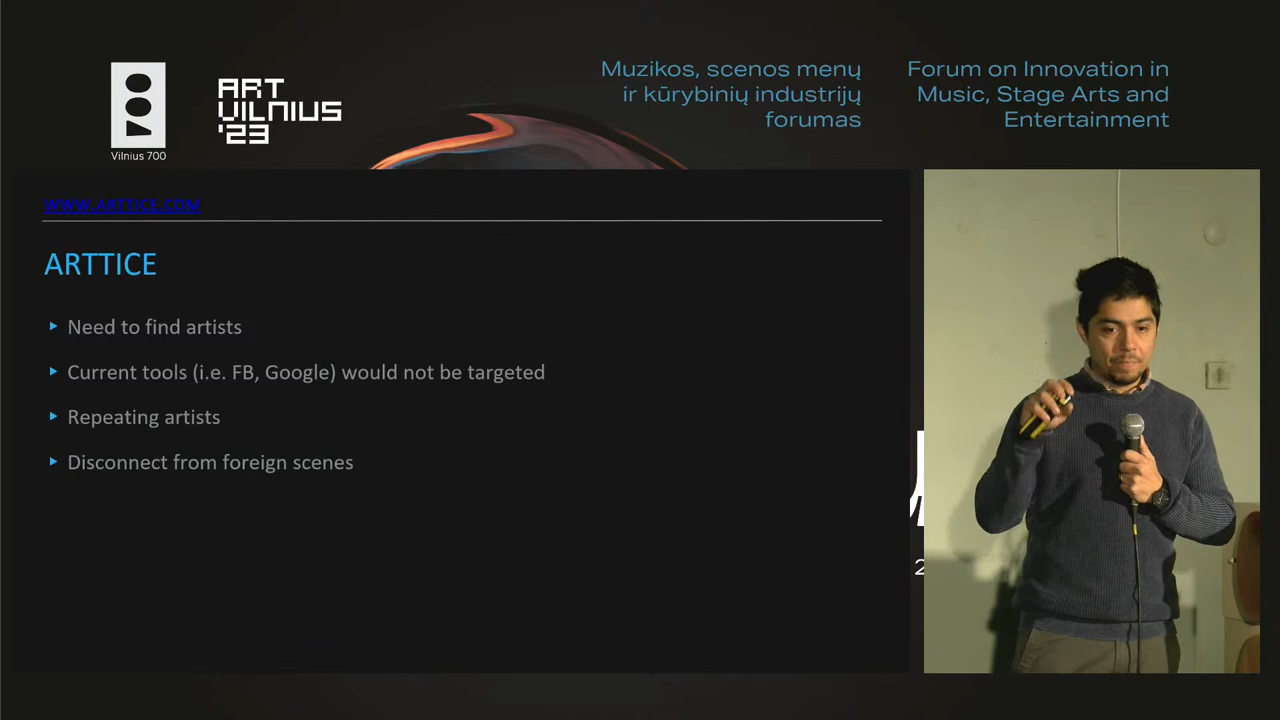 Vilnius 700
ART
VILNIUS
'23
Muzikos, scenos menų
ir kūrybinių industrijų
forumas
Forum on Innovation in
Music, Stage Arts and
Entertainment
WWW.ARTTICE.COM
ARTTICE
Need to find artists
Current tools (i.e. FB, Google) would not be targeted
Repeating artists
Disconnect from foreign scenes
2